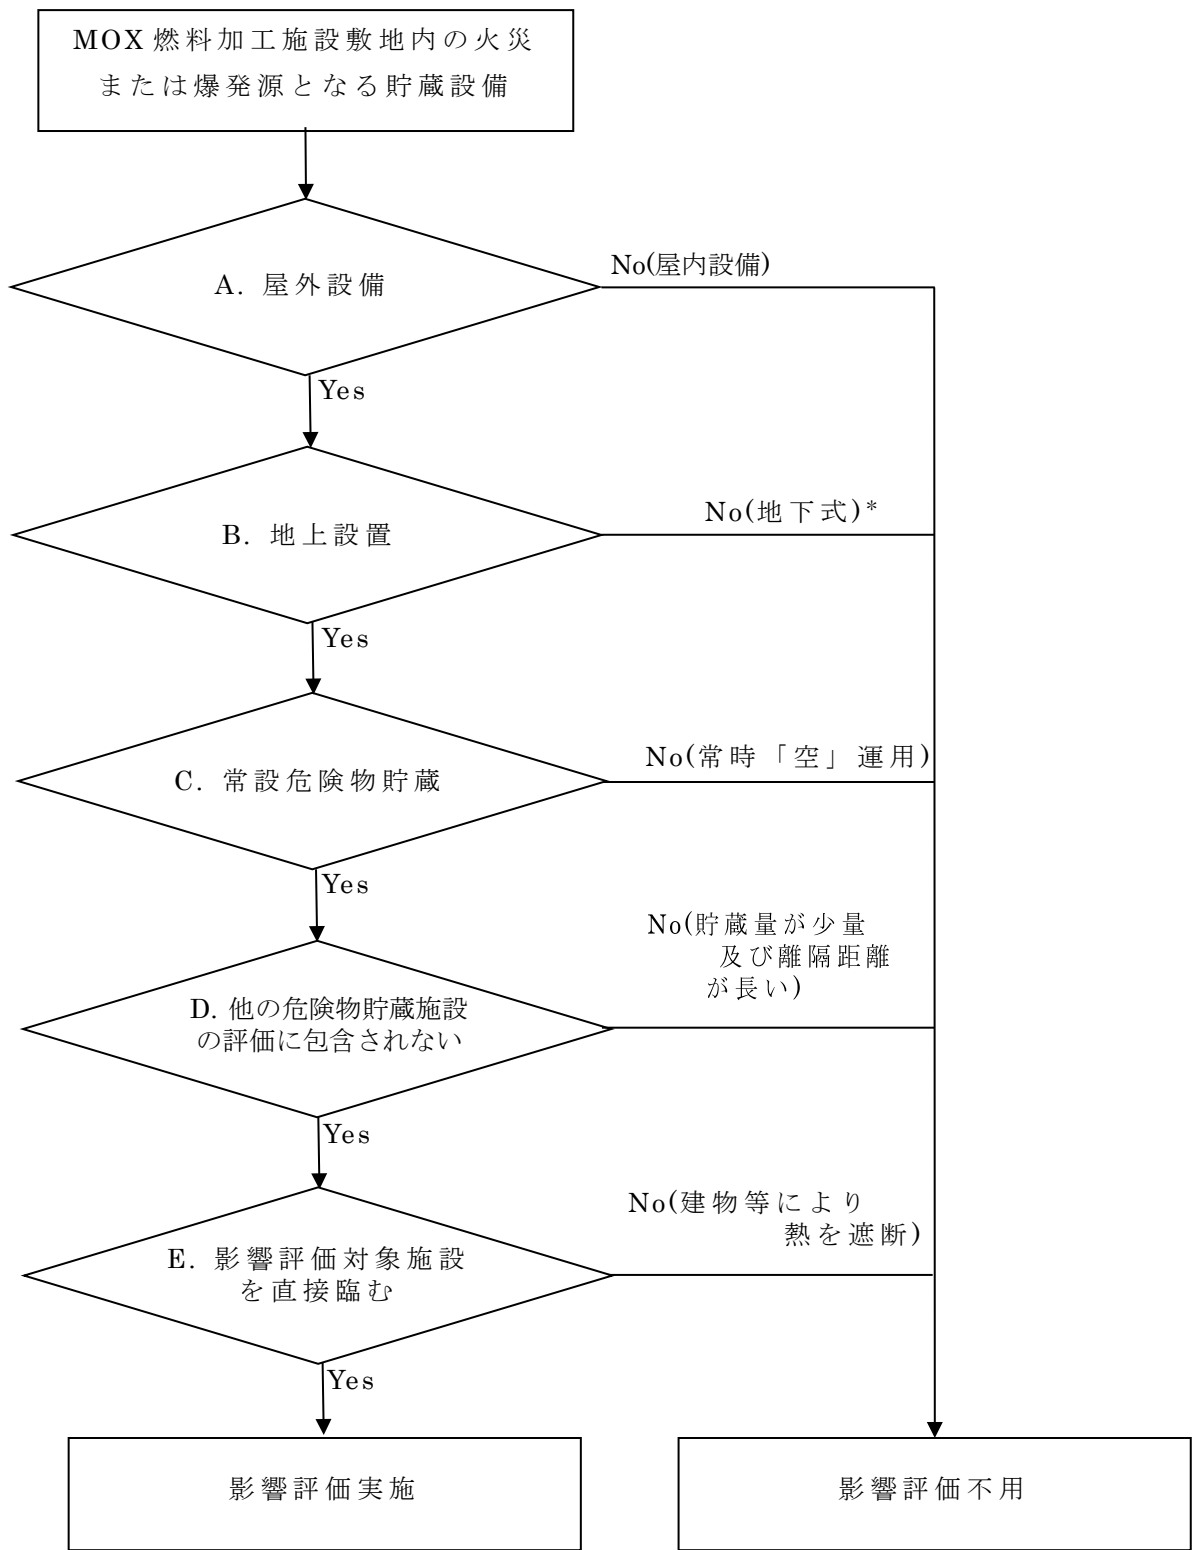 MOX燃料加工施設敷地内の火災
または爆発源となる貯蔵設備
A. 屋外設備
No(屋内設備)
Yes
B. 地上設置
No(地下式)*
Yes
C. 常設危険物貯蔵
No(常時「空」運用)
Yes
D. 他の危険物貯蔵施設
の評価に包含されない
No(貯蔵量が少量
及び離隔距離
が長い)
Yes
E. 影響評価対象施設
を直接臨む
No(建物等により
熱を遮断)
Yes
影響評価実施
影響評価不用